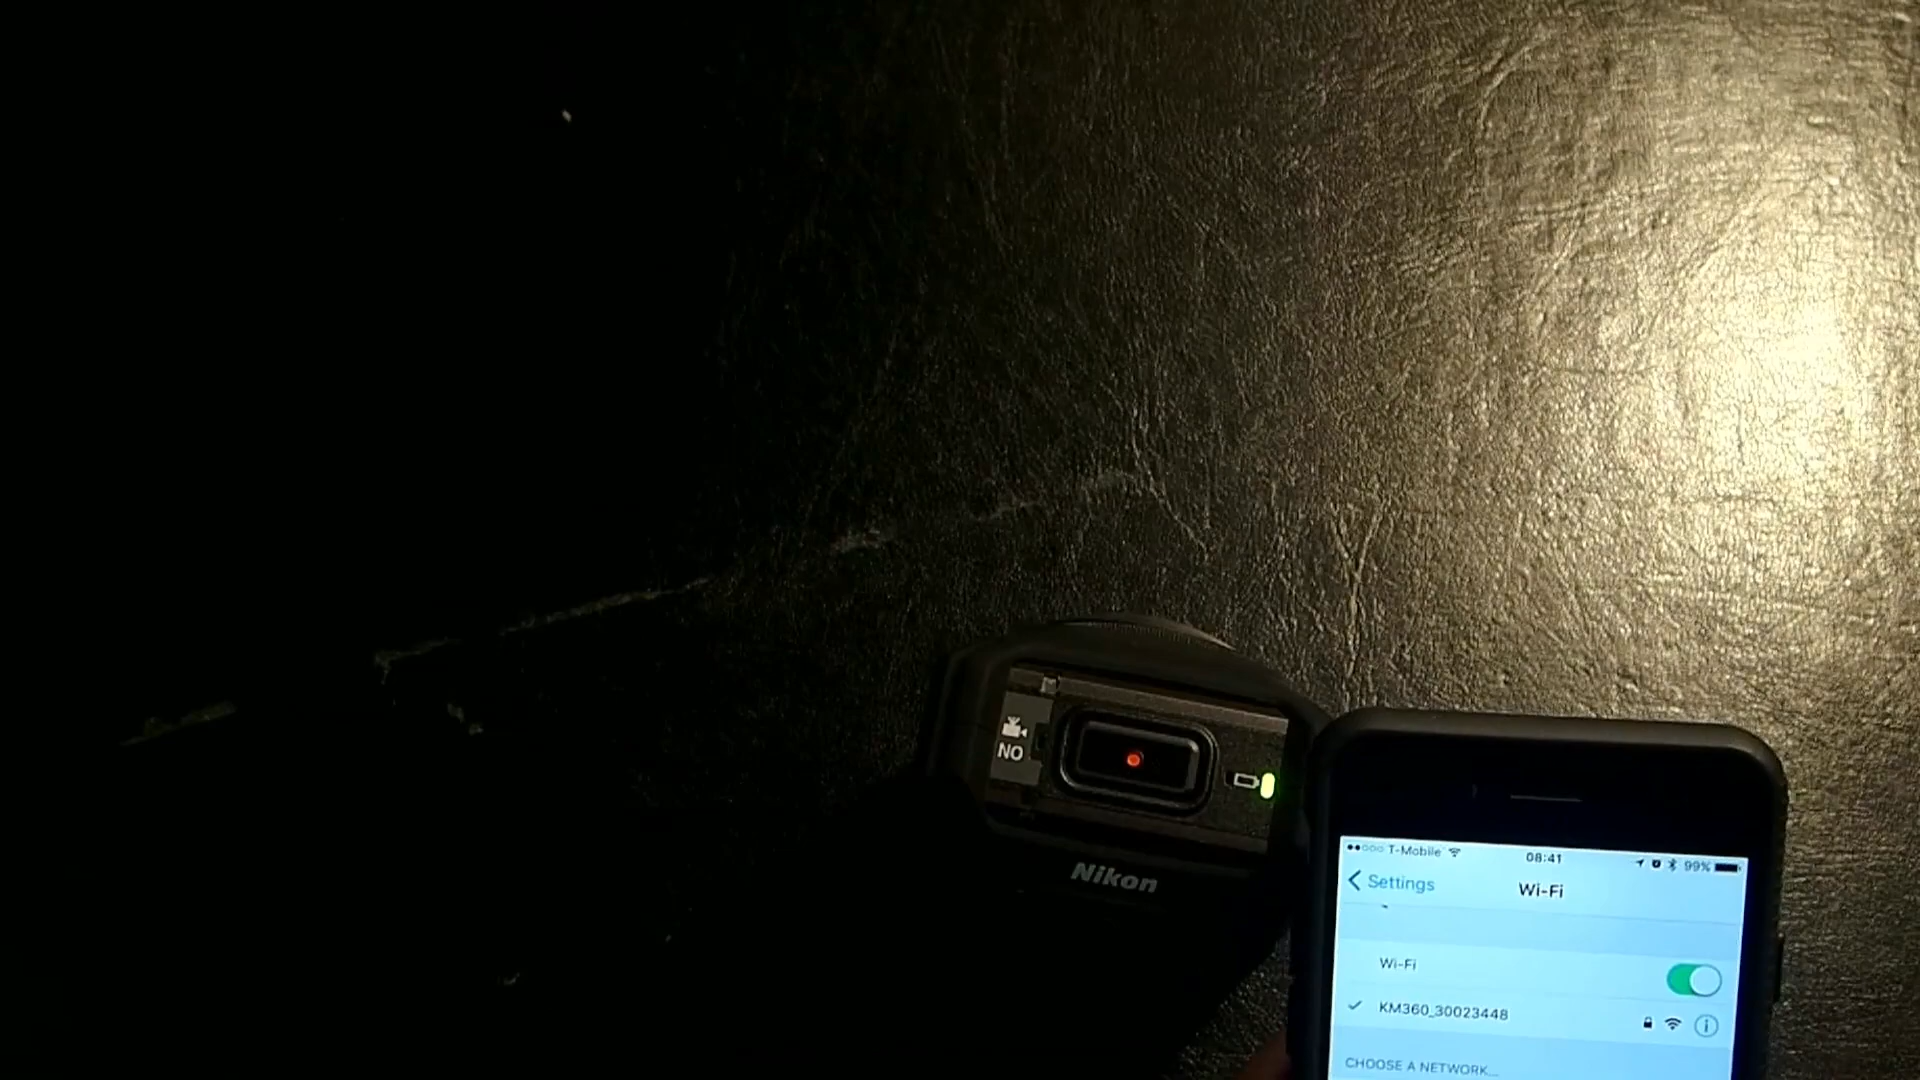 NO
Nikon
T-Mobile 08:41 99%
Settings Wi-Fi
Wi-Fi
KM360_30023448
CHOOSE A NETWORK...